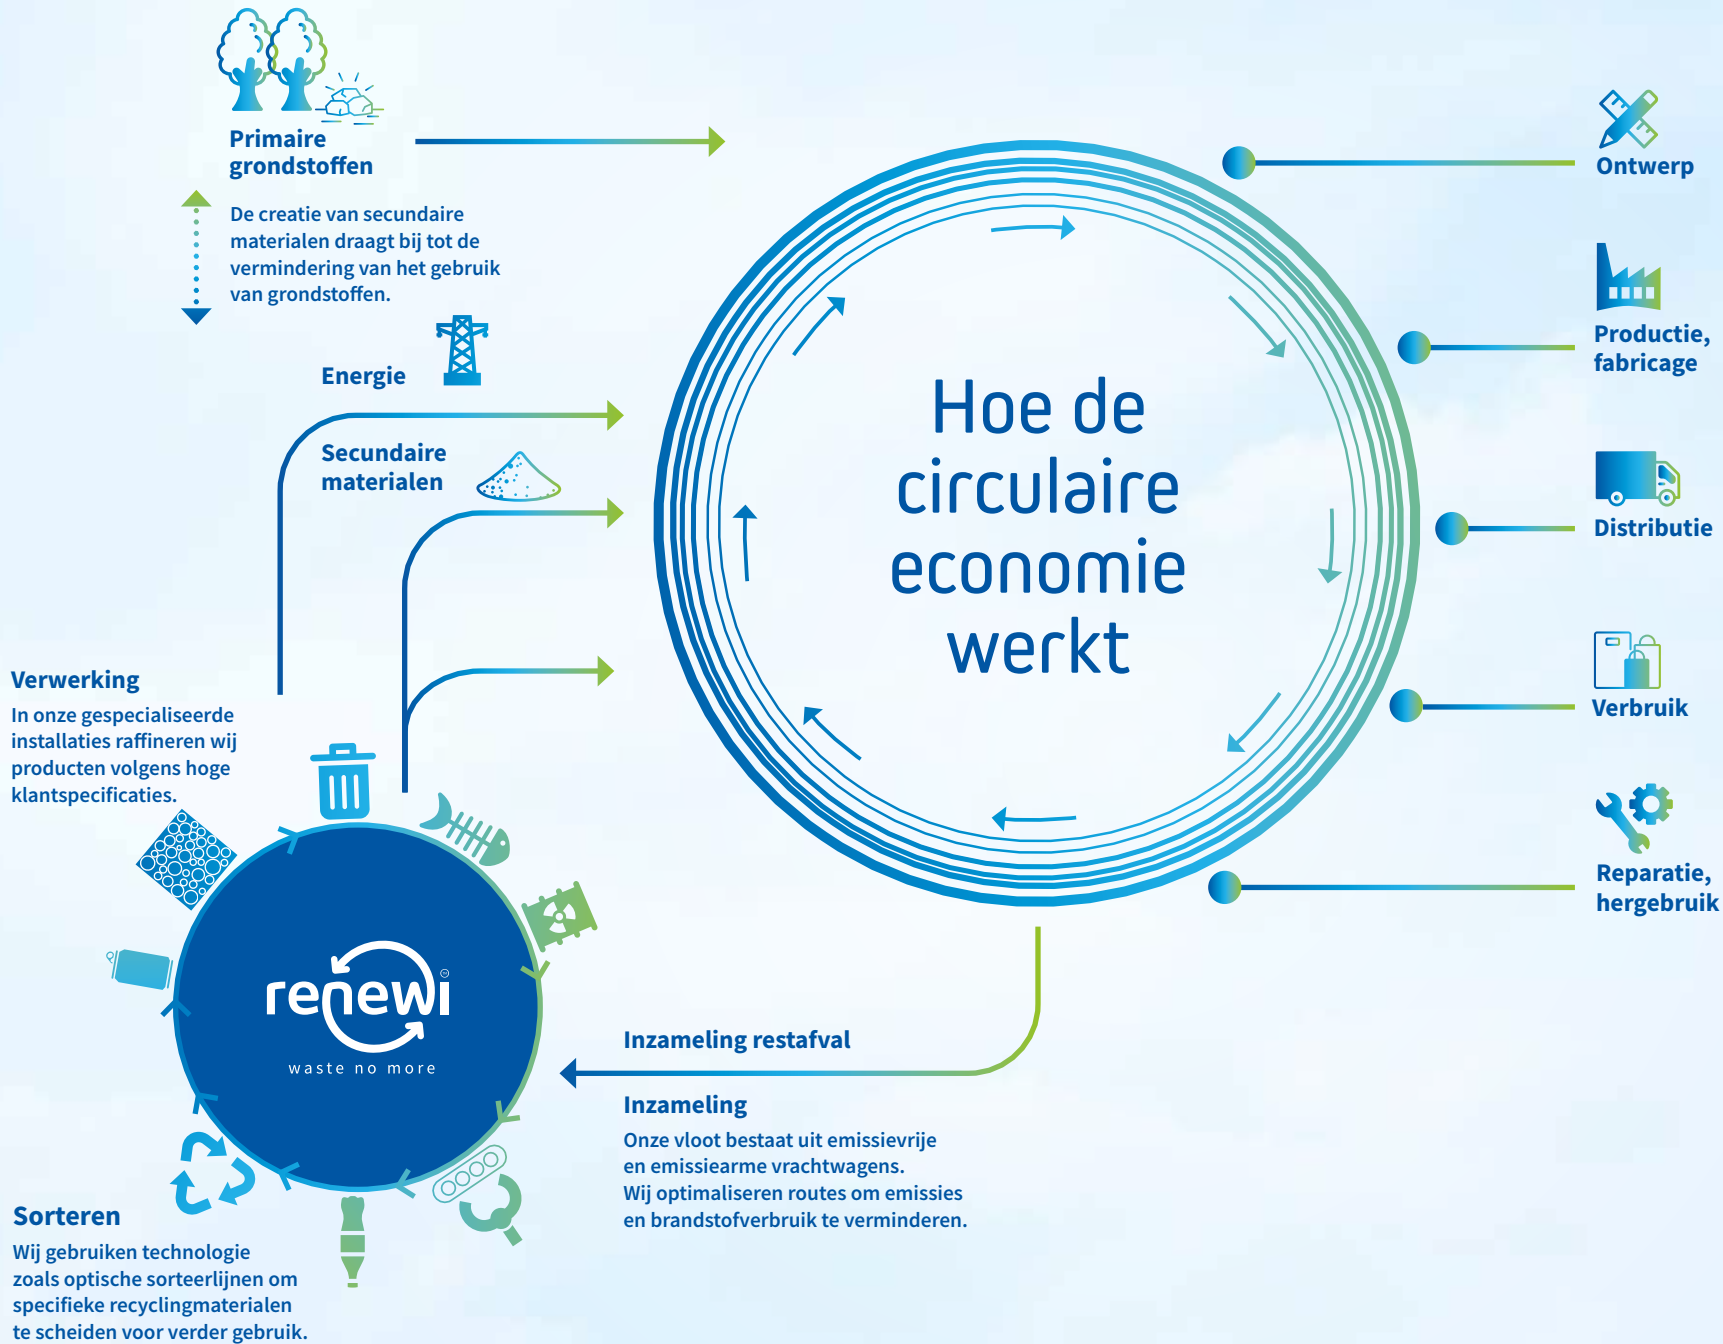 Primaire
grondstoffen
De creatie van secundaire
materialen draagt bij tot de
vermindering van het gebruik
van grondstoffen.
Energie
Secundaire
materialen
Hoe de
circulaire
economie
werkt
Ontwerp
Productie,
fabricage
Distributie
Verbruik
Reparatie,
hergebruik
Verwerking
In onze gespecialiseerde
installaties raffineren wij
producten volgens hoge
klantspecificaties.
renewi
waste no more
Inzameling restafval
Inzameling
Onze vloot bestaat uit emissievrije
en emissiearme vrachtwagens.
Wij optimaliseren routes om emissies
en brandstofverbruik te verminderen.
Sorteren
Wij gebruiken technologie
zoals optische sorteerlijnen om
specifieke recyclingmaterialen
te scheiden voor verder gebruik.